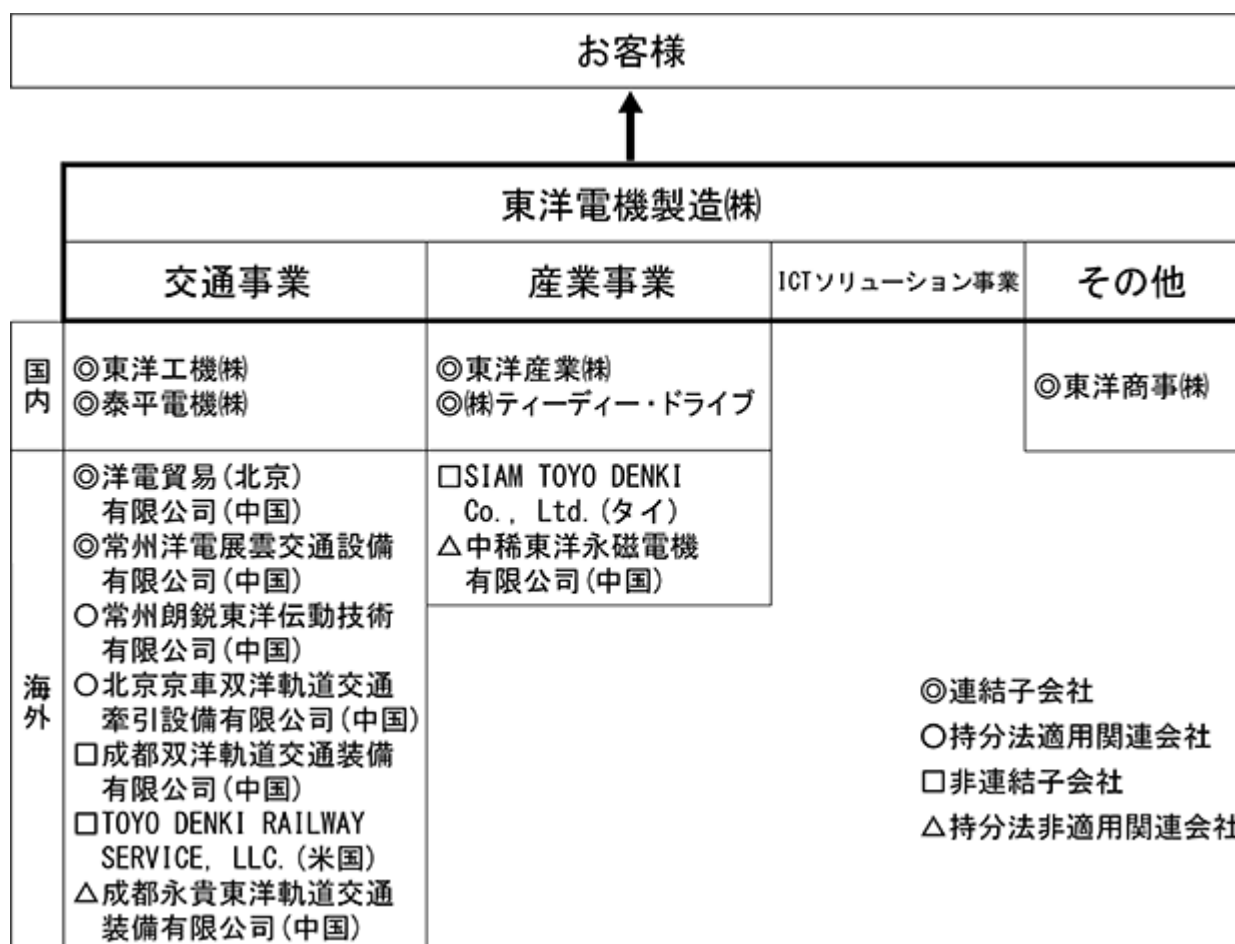 お客様
東洋電機製造㈱
交通事業
産業事業
ICTソリューション事業
その他
国内
◎東洋工機㈱
◎泰平電機㈱
◎東洋産業㈱
◎㈱ティーディー・ドライブ
◎東洋商事㈱
海外
◎洋電貿易(北京)
有限公司(中国)
◎常州洋電展雲交通設備
有限公司(中国)
○常州朗鋭東洋伝動技術
有限公司(中国)
○北京京車双洋軌道交通
牽引設備有限公司(中国)
□成都双洋軌道交通装備
有限公司(中国)
□TOYO DENKI RAILWAY
SERVICE, LLC.(米国)
△成都永貴東洋軌道交通
装備有限公司(中国)
□SIAM TOYO DENKI
Co., Ltd.(タイ)
△中稀東洋永磁電機
有限公司(中国)
◎連結子会社
○持分法適用関連会社
□非連結子会社
△持分法非適用関連会社